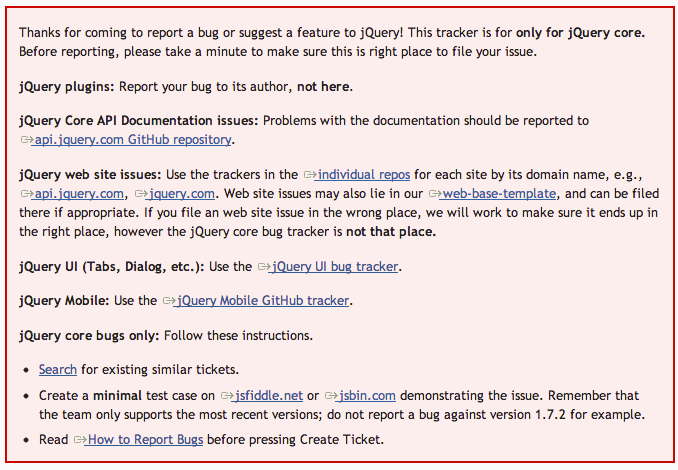 Thanks for coming to report a bug or suggest a feature to jQuery! This tracker is for only for jQuery core.
Before reporting, please take a minute to make sure this is right place to file your issue.
jQuery plugins: Report your bug to its author, not here.
jQuery Core API Documentation issues: Problems with the documentation should be reported to
api.jquery.com GitHub repository.
jQuery web site issues: Use the trackers in the individual repos for each site by its domain name, e.g.,
api.jquery.com, jquery.com. Web site issues may also lie in our web-base-template, and can be filed
there if appropriate. If you file an web site issue in the wrong place, we will work to make sure it ends up in
the right place, however the jQuery core bug tracker is not that place.
jQuery UI (Tabs, Dialog, etc.): Use the jQuery UI bug tracker.
jQuery Mobile: Use the jQuery Mobile GitHub tracker.
jQuery core bugs only: Follow these instructions.
• Search for existing similar tickets.
• Create a minimal test case on jsfiddle.net or jsbin.com demonstrating the issue. Remember that
the team only supports the most recent versions; do not report a bug against version 1.7.2 for example.
• Read How to Report Bugs before pressing Create Ticket.